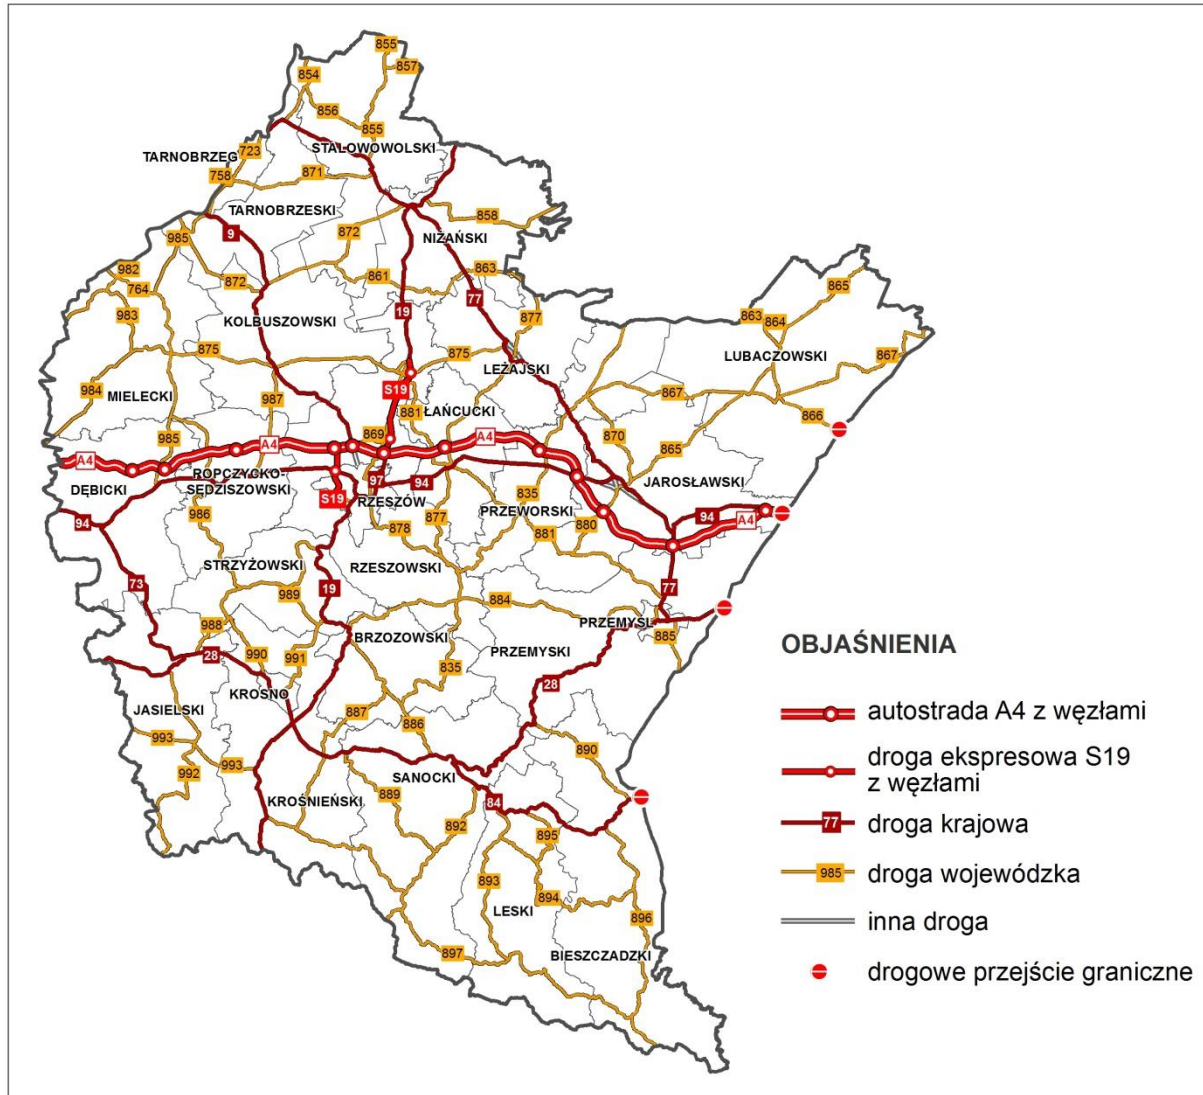 855
857
854
856
855
STALOWOWOLSKI
723
TARNOBRZEG
758
871
TARNOBRZESKI
858
9
872
985
NIŻAŃSKI
982
863
872
861
764
865
77
983
19
863
864
877
KOLBUSZOWSKI
875
875
LUBACZOWSKI
867
LEŻAJSKI
984
S19
867
MIELECKI
987
881
ŁAŃCUCKI
866
869
870
985
A4
A4
865
A4
ROPCZYCKO-
SĘDZISZOWSKI
DĘBICKI
97
94
JAROSŁAWSKI
S19
RZESZÓW
835
PRZEWORSKI
986
877
94
A4
94
878
880
881
STRZYŻOWSKI
RZESZOWSKI
73
19
77
989
884
988
PRZEMYŚL
BRZOZOWSKI
885
28
990
991
PRZEMYSKI
835
28
KROSNO
JASIELSKI
887
886
993
890
993
992
SANOCKI
KROŚNIEŃSKI
889
84
892
895
893
894
LESKI
896
897
BIESZCZADZKI
OBJAŚNIENIA
autostrada A4 z węzłami
droga ekspresowa S19
z węzłami
77
droga krajowa
985
droga wojewódzka
inna droga
drogowe przejście graniczne